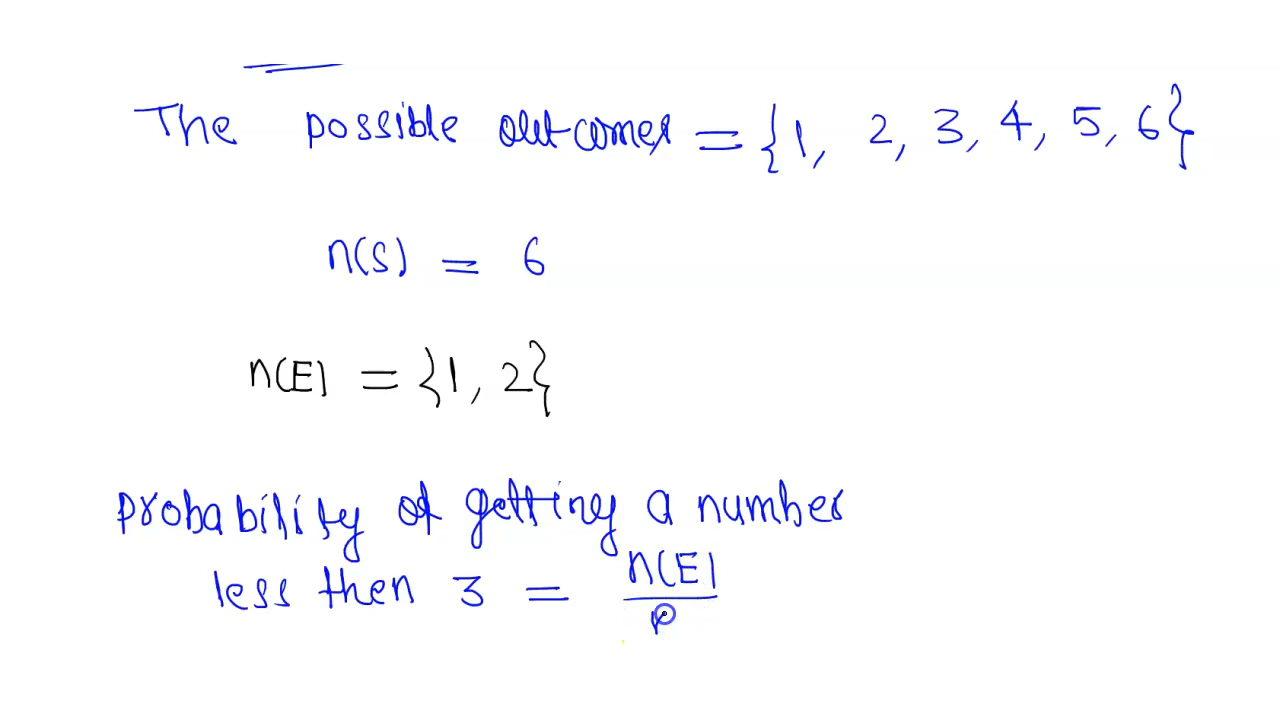 The possible outcomes = {1, 2, 3, 4, 5, 6}
n(S) = 6
n(E) = {1, 2}
probability of getting a number
less then 3 = n(E)